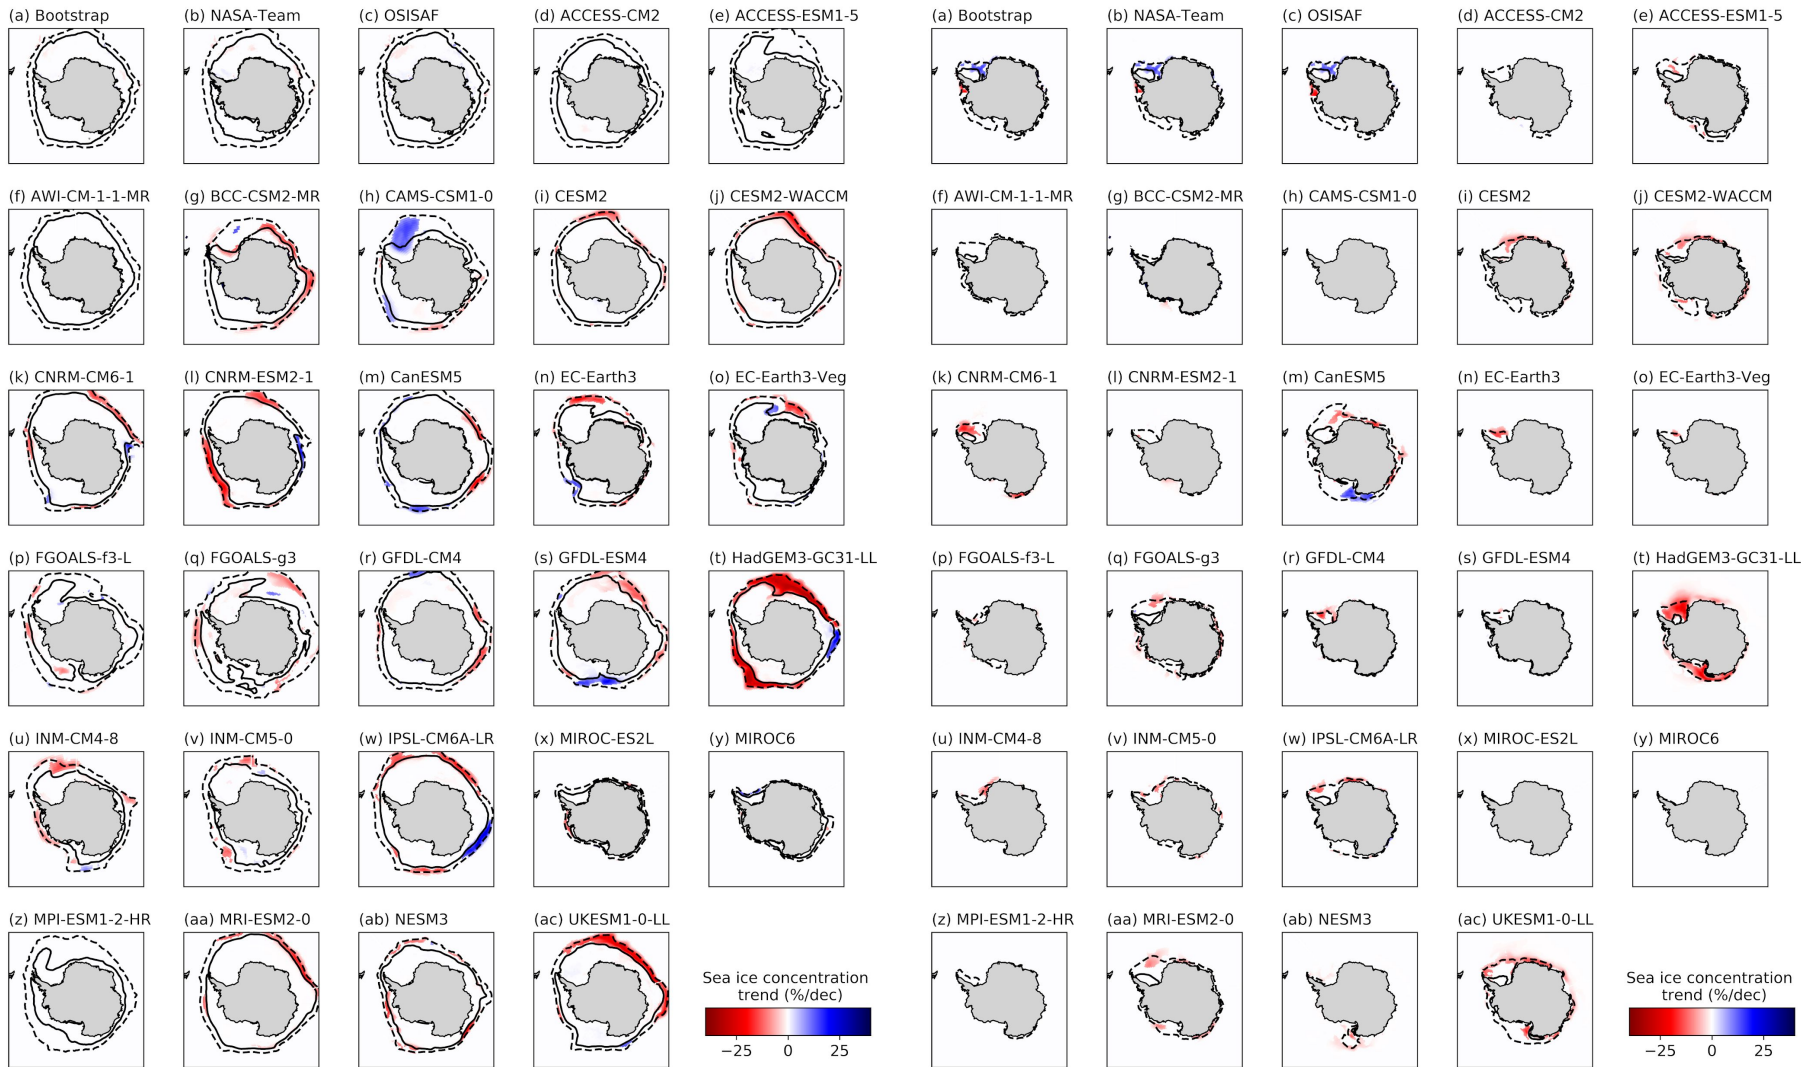 (a) Bootstrap
(b) NASA-Team
(c) OSISAF
(d) ACCESS-CM2
(e) ACCESS-ESM1-5
(f) AWI-CM-1-1-MR
(g) BCC-CSM2-MR
(h) CAMS-CSM1-0
(i) CESM2
(j) CESM2-WACCM
(k) CNRM-CM6-1
(l) CNRM-ESM2-1
(m) CanESM5
(n) EC-Earth3
(o) EC-Earth3-Veg
(p) FGOALS-f3-L
(q) FGOALS-g3
(r) GFDL-CM4
(s) GFDL-ESM4
(t) HadGEM3-GC31-LL
(u) INM-CM4-8
(v) INM-CM5-0
(w) IPSL-CM6A-LR
(x) MIROC-ES2L
(y) MIROC6
(z) MPI-ESM1-2-HR
(aa) MRI-ESM2-0
(ab) NESM3
(ac) UKESM1-0-LL
Sea ice concentration
trend (%/dec)
−25 0 25
(a) Bootstrap
(b) NASA-Team
(c) OSISAF
(d) ACCESS-CM2
(e) ACCESS-ESM1-5
(f) AWI-CM-1-1-MR
(g) BCC-CSM2-MR
(h) CAMS-CSM1-0
(i) CESM2
(j) CESM2-WACCM
(k) CNRM-CM6-1
(l) CNRM-ESM2-1
(m) CanESM5
(n) EC-Earth3
(o) EC-Earth3-Veg
(p) FGOALS-f3-L
(q) FGOALS-g3
(r) GFDL-CM4
(s) GFDL-ESM4
(t) HadGEM3-GC31-LL
(u) INM-CM4-8
(v) INM-CM5-0
(w) IPSL-CM6A-LR
(x) MIROC-ES2L
(y) MIROC6
(z) MPI-ESM1-2-HR
(aa) MRI-ESM2-0
(ab) NESM3
(ac) UKESM1-0-LL
Sea ice concentration
trend (%/dec)
−25 0 25